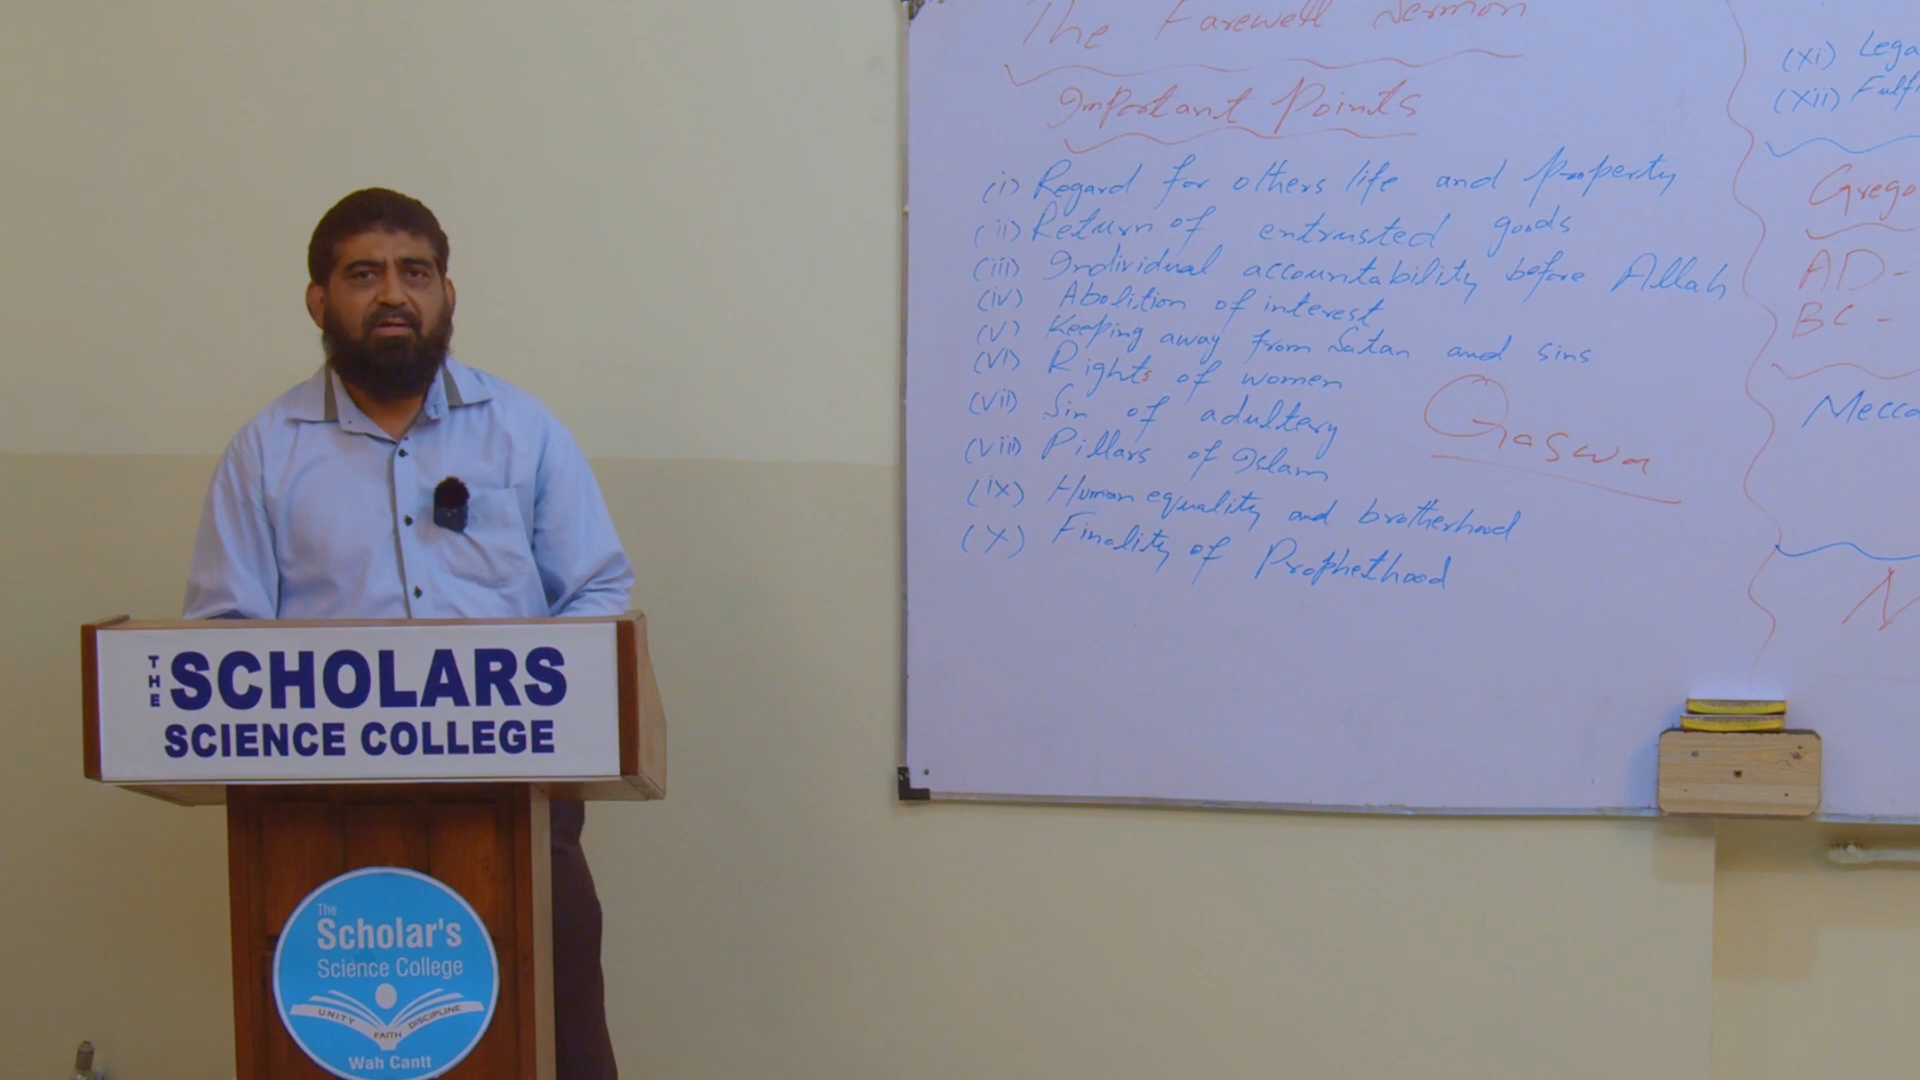 The Farewell Sermon
Important Points
(i) Regard for others life and Property
(ii) Return of entrusted goods
(iii) Individual accountability before Allah
(iv) Abolition of interest
(v) Keeping away from Satan and sins
(vi) Rights of women
(vii) Sin of adultery
(viii) Pillars of Islam
(ix) Human equality and brotherhood
(x) Finality of Prophethood
Qaswa
(xi) Lega
(xii) Fulf
Grego
AD -
BC -
Mecca
N
THE SCHOLARS
SCIENCE COLLEGE
The
Scholar's
Science College
UNITY FAITH DISCIPLINE
Wah Cantt